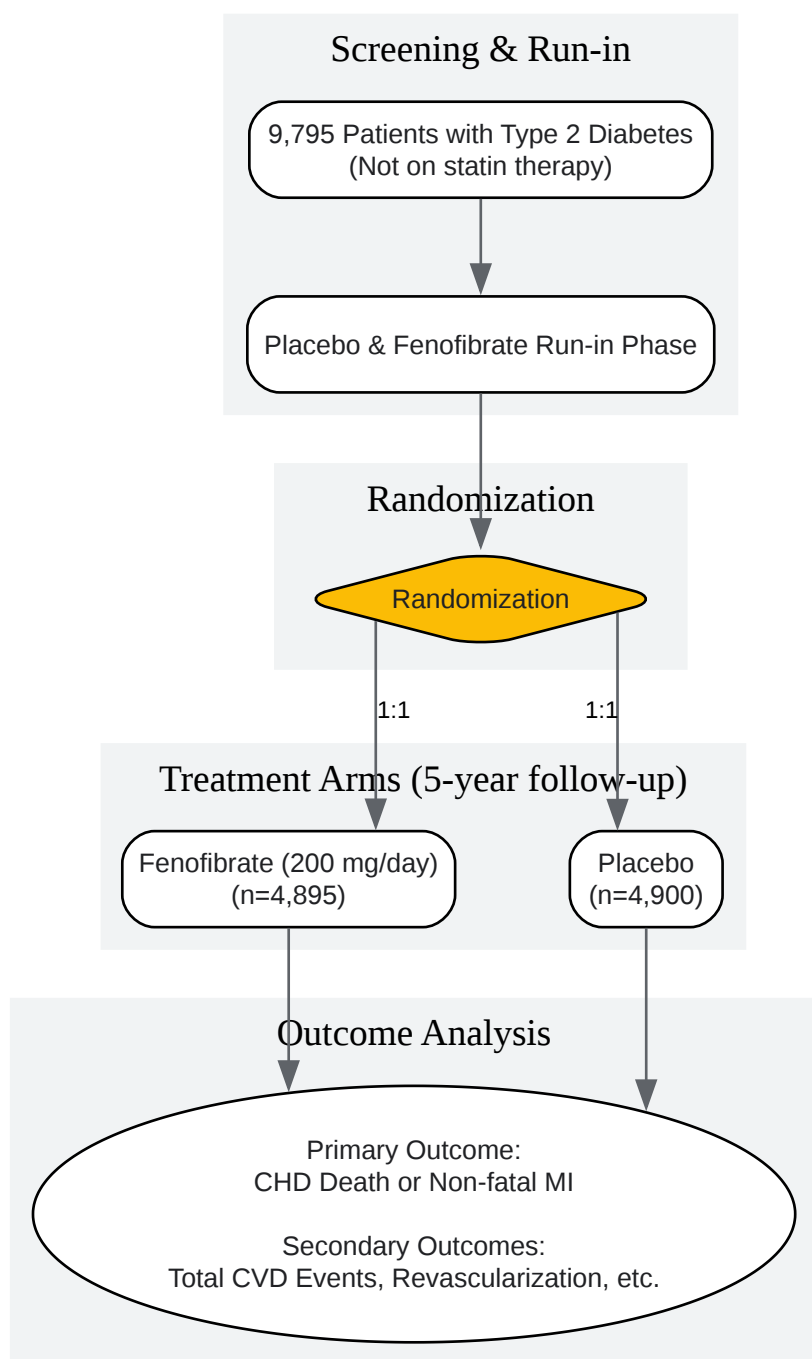 Screening & Run-in
9,795 Patients with Type 2 Diabetes
(Not on statin therapy)
Placebo & Fenofibrate Run-in Phase
Randomization
Randomization
1:1
1:1
Treatment Arms (5-year follow-up)
Fenofibrate (200 mg/day)
(n=4,895)
Placebo
(n=4,900)
Outcome Analysis
Primary Outcome:
CHD Death or Non-fatal MI
Secondary Outcomes:
Total CVD Events, Revascularization, etc.